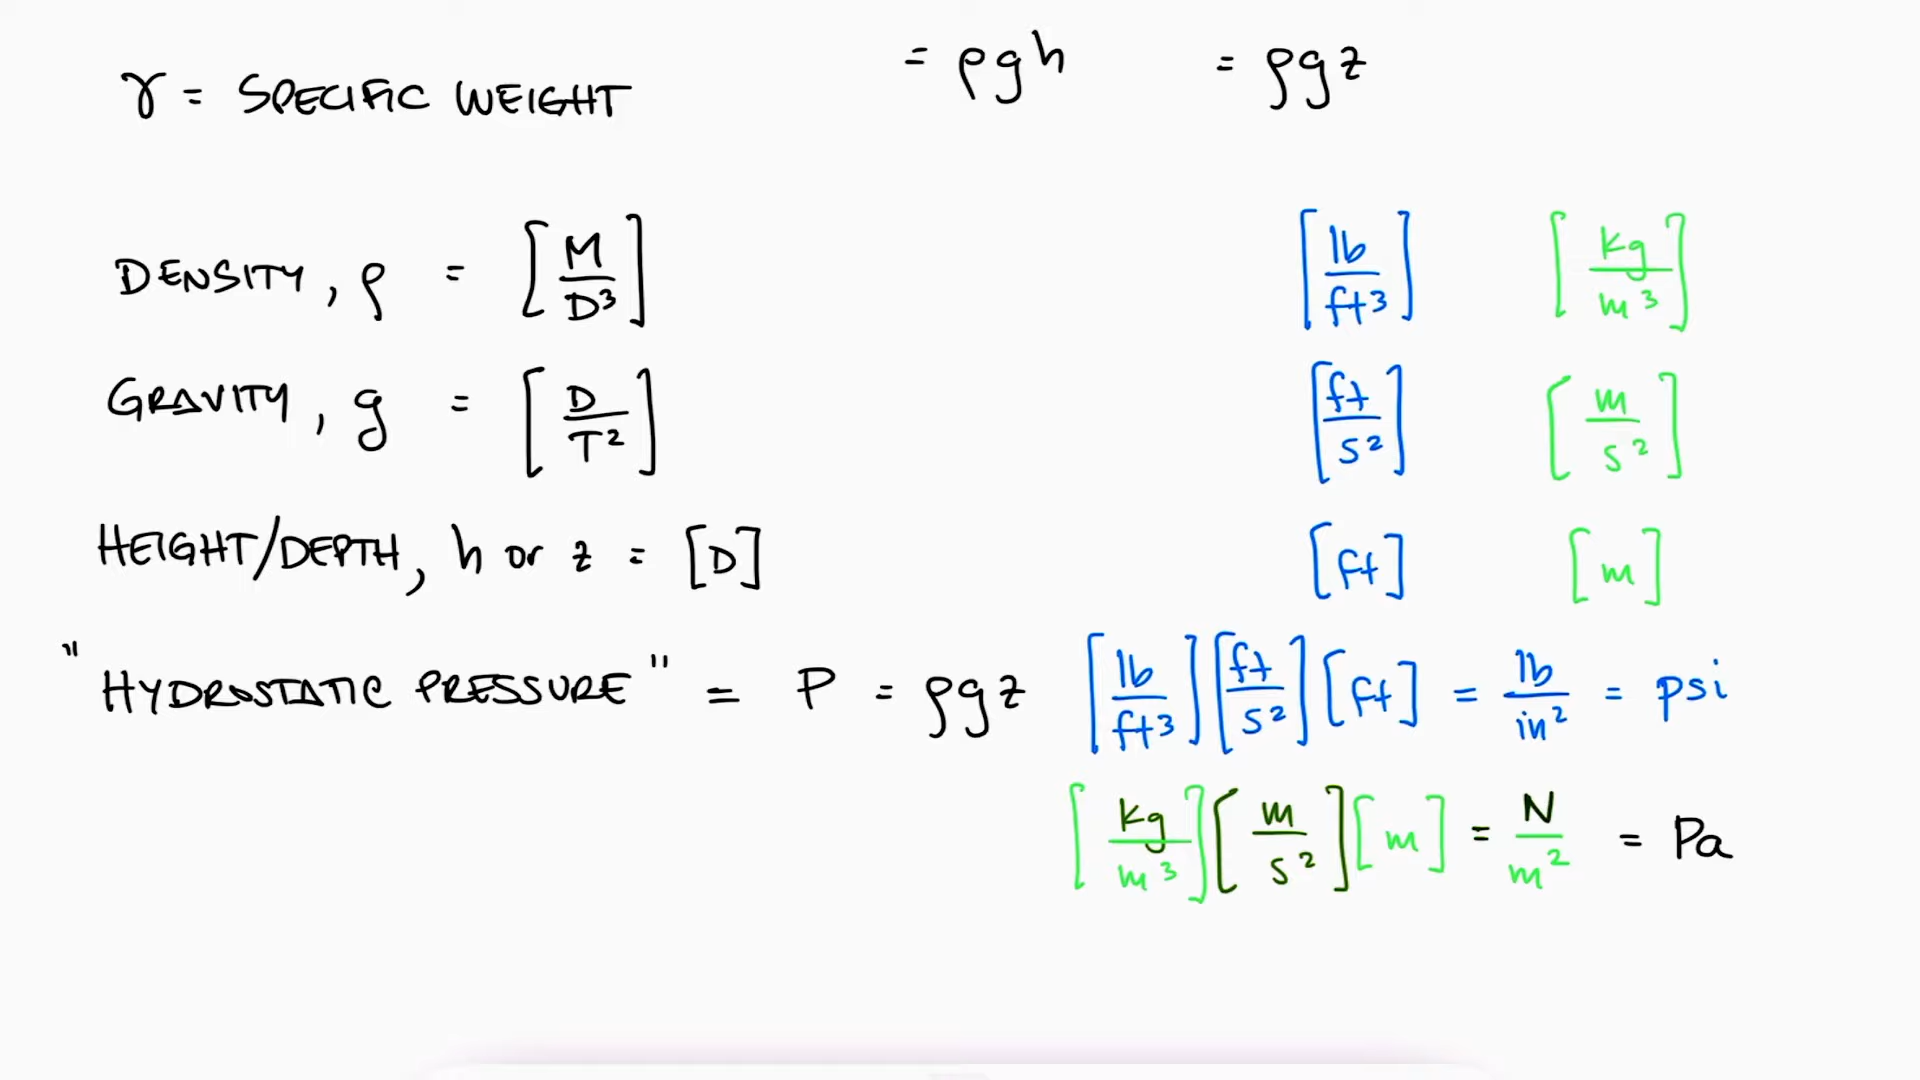 = ρgh = ρgz
γ = SPECIFIC WEIGHT
DENSITY, ρ = [M/D³] [lb/ft³] [kg/m³]
GRAVITY, g = [D/T²] [ft/s²] [m/s²]
HEIGHT/DEPTH, h or z = [D] [ft] [m]
"HYDROSTATIC PRESSURE" = P = ρgz [lb/ft³][ft/s²][ft] = lb/in² = psi
[kg/m³][m/s²][m] = N/m² = Pa